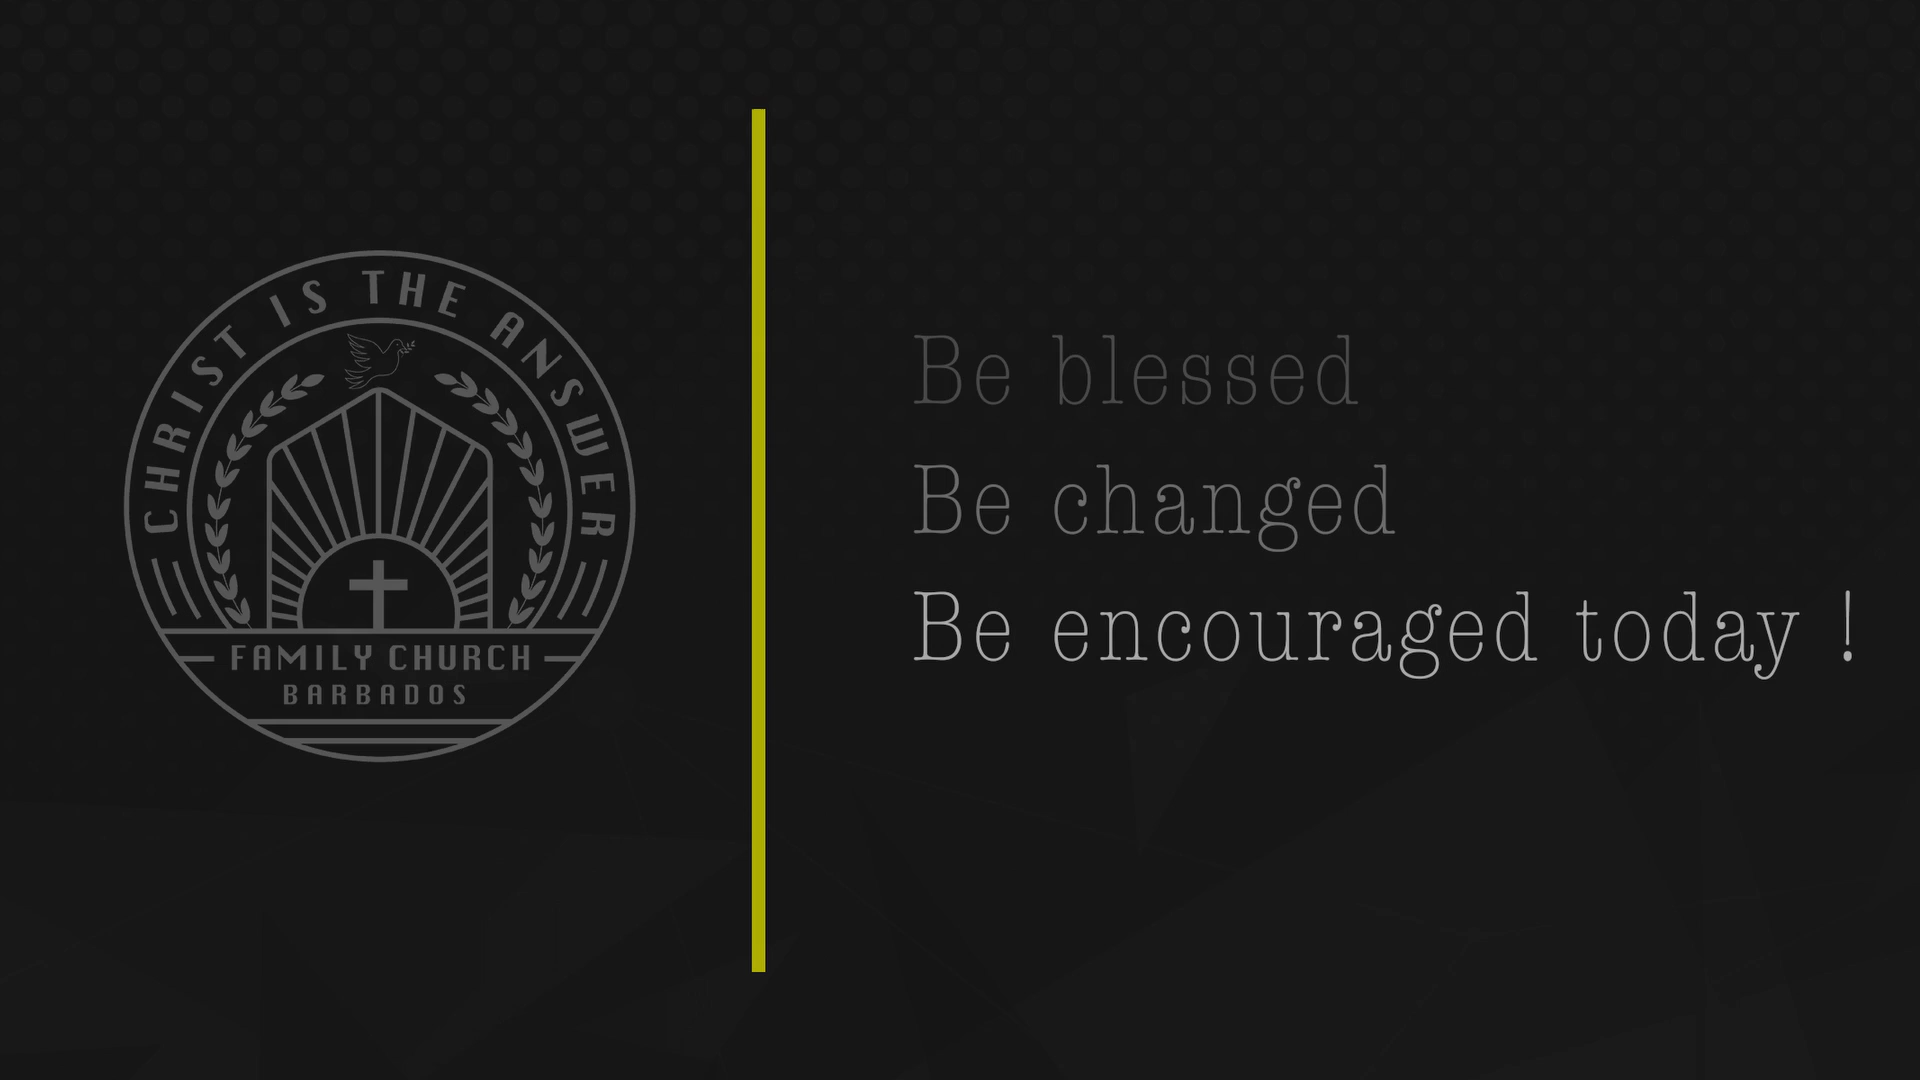 CHRIST IS THE ANSWER
FAMILY CHURCH
BARBADOS
Be blessed
Be changed
Be encouraged today !